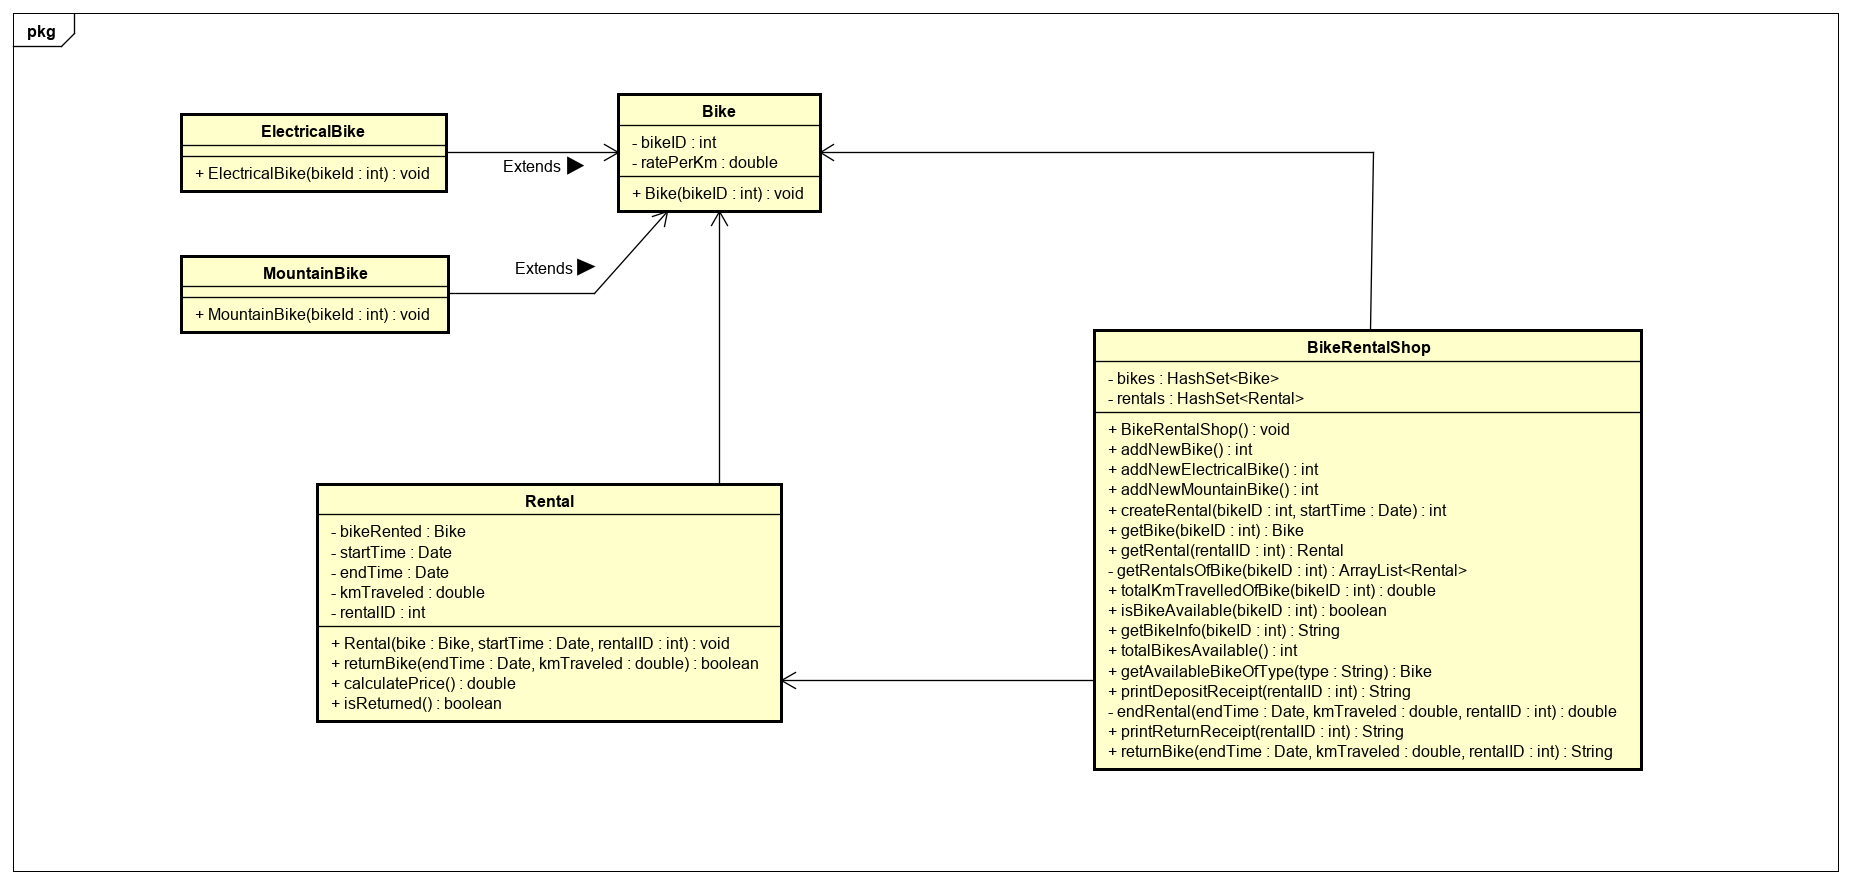 pkg
ElectricalBike
+ ElectricalBike(bikeId : int) : void
Extends
Bike
- bikeID : int
- ratePerKm : double
+ Bike(bikeID : int) : void
MountainBike
+ MountainBike(bikeId : int) : void
Extends
BikeRentalShop
- bikes : HashSet<Bike>
- rentals : HashSet<Rental>
+ BikeRentalShop() : void
+ addNewBike() : int
+ addNewElectricalBike() : int
+ addNewMountainBike() : int
+ createRental(bikeID : int, startTime : Date) : int
+ getBike(bikeID : int) : Bike
+ getRental(rentalID : int) : Rental
- getRentalsOfBike(bikeID : int) : ArrayList<Rental>
+ totalKmTravelledOfBike(bikeID : int) : double
+ isBikeAvailable(bikeID : int) : boolean
+ getBikeInfo(bikeID : int) : String
+ totalBikesAvailable() : int
+ getAvailableBikeOfType(type : String) : Bike
+ printDepositReceipt(rentalID : int) : String
- endRental(endTime : Date, kmTraveled : double, rentalID : int) : double
+ printReturnReceipt(rentalID : int) : String
+ returnBike(endTime : Date, kmTraveled : double, rentalID : int) : String
Rental
- bikeRented : Bike
- startTime : Date
- endTime : Date
- kmTraveled : double
- rentalID : int
+ Rental(bike : Bike, startTime : Date, rentalID : int) : void
+ returnBike(endTime : Date, kmTraveled : double) : boolean
+ calculatePrice() : double
+ isReturned() : boolean